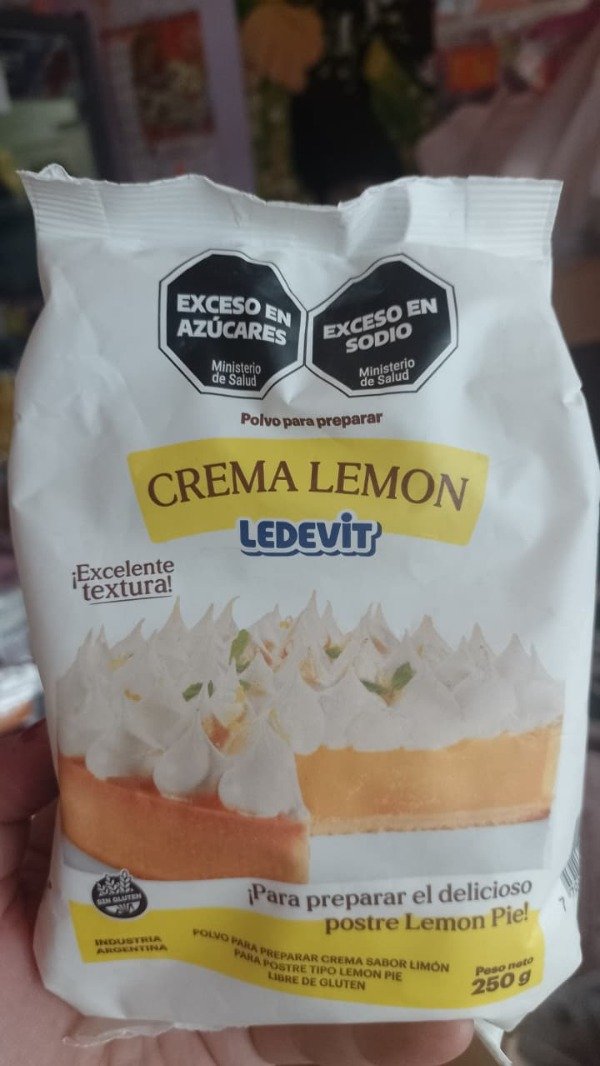 EXCESO EN
AZÚCARES
Ministerio
de Salud
EXCESO EN
SODIO
Ministerio
de Salud
Polvo para preparar
CREMA LEMON
LEDEVIT
¡Excelente
textura!
SIN GLUTEN
¡Para preparar el delicioso
postre Lemon Pie!
INDUSTRIA
ARGENTINA
POLVO PARA PREPARAR CREMA SABOR LIMÓN
PARA POSTRE TIPO LEMON PIE
LIBRE DE GLUTEN
Peso neto
250 g
7